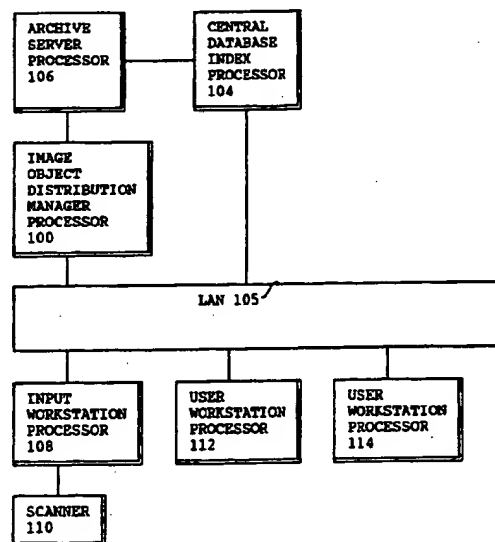 ARCHIVE
SERVER
PROCESSOR
106
CENTRAL
DATABASE
INDEX
PROCESSOR
104
IMAGE
OBJECT
DISTRIBUTION
MANAGER
PROCESSOR
100
LAN 105
INPUT
WORKSTATION
PROCESSOR
108
USER
WORKSTATION
PROCESSOR
112
USER
WORKSTATION
PROCESSOR
114
SCANNER
110